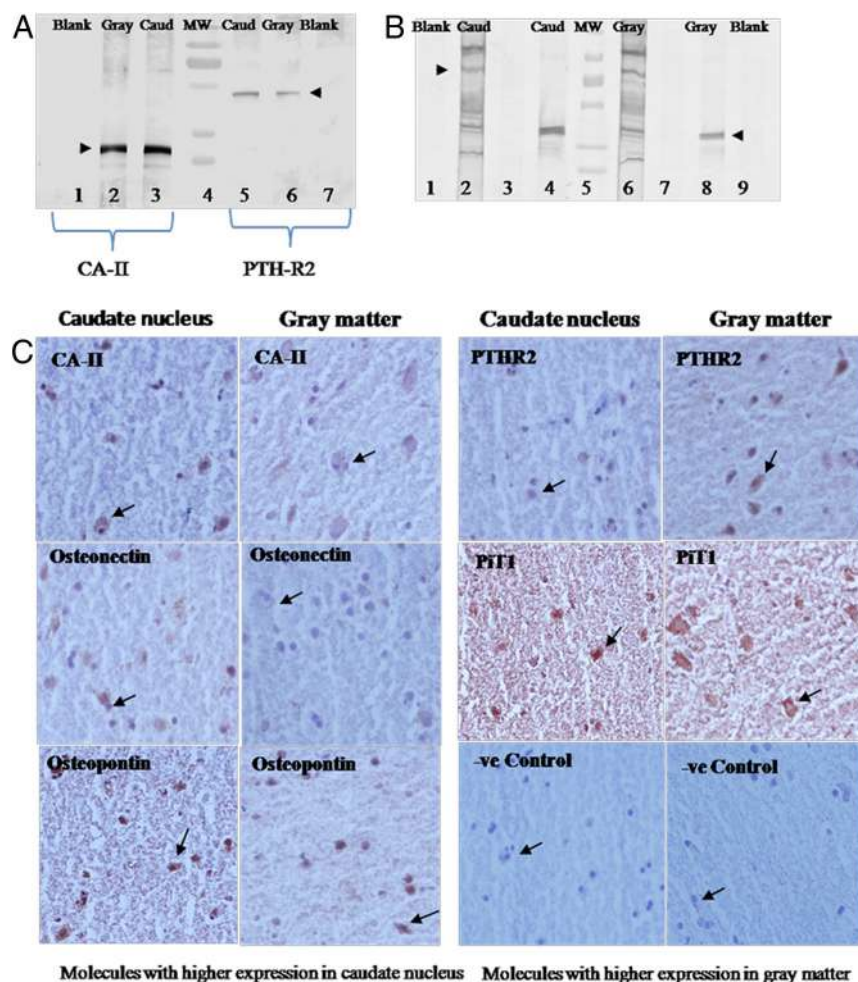 A
Blank Gray Caud MW Caud Gray Blank
1 2 3 4 5 6 7
CA-II PTH-R2
B
Blank Caud Caud MW Gray Gray Blank
1 2 3 4 5 6 7 8 9
C
Caudate nucleus Gray matter Caudate nucleus Gray matter
CA-II CA-II PTHR2 PTHR2
Osteonectin Osteonectin PiT1 PiT1
Osteopontin Osteopontin -ve Control -ve Control
Molecules with higher expression in caudate nucleus Molecules with higher expression in gray matter